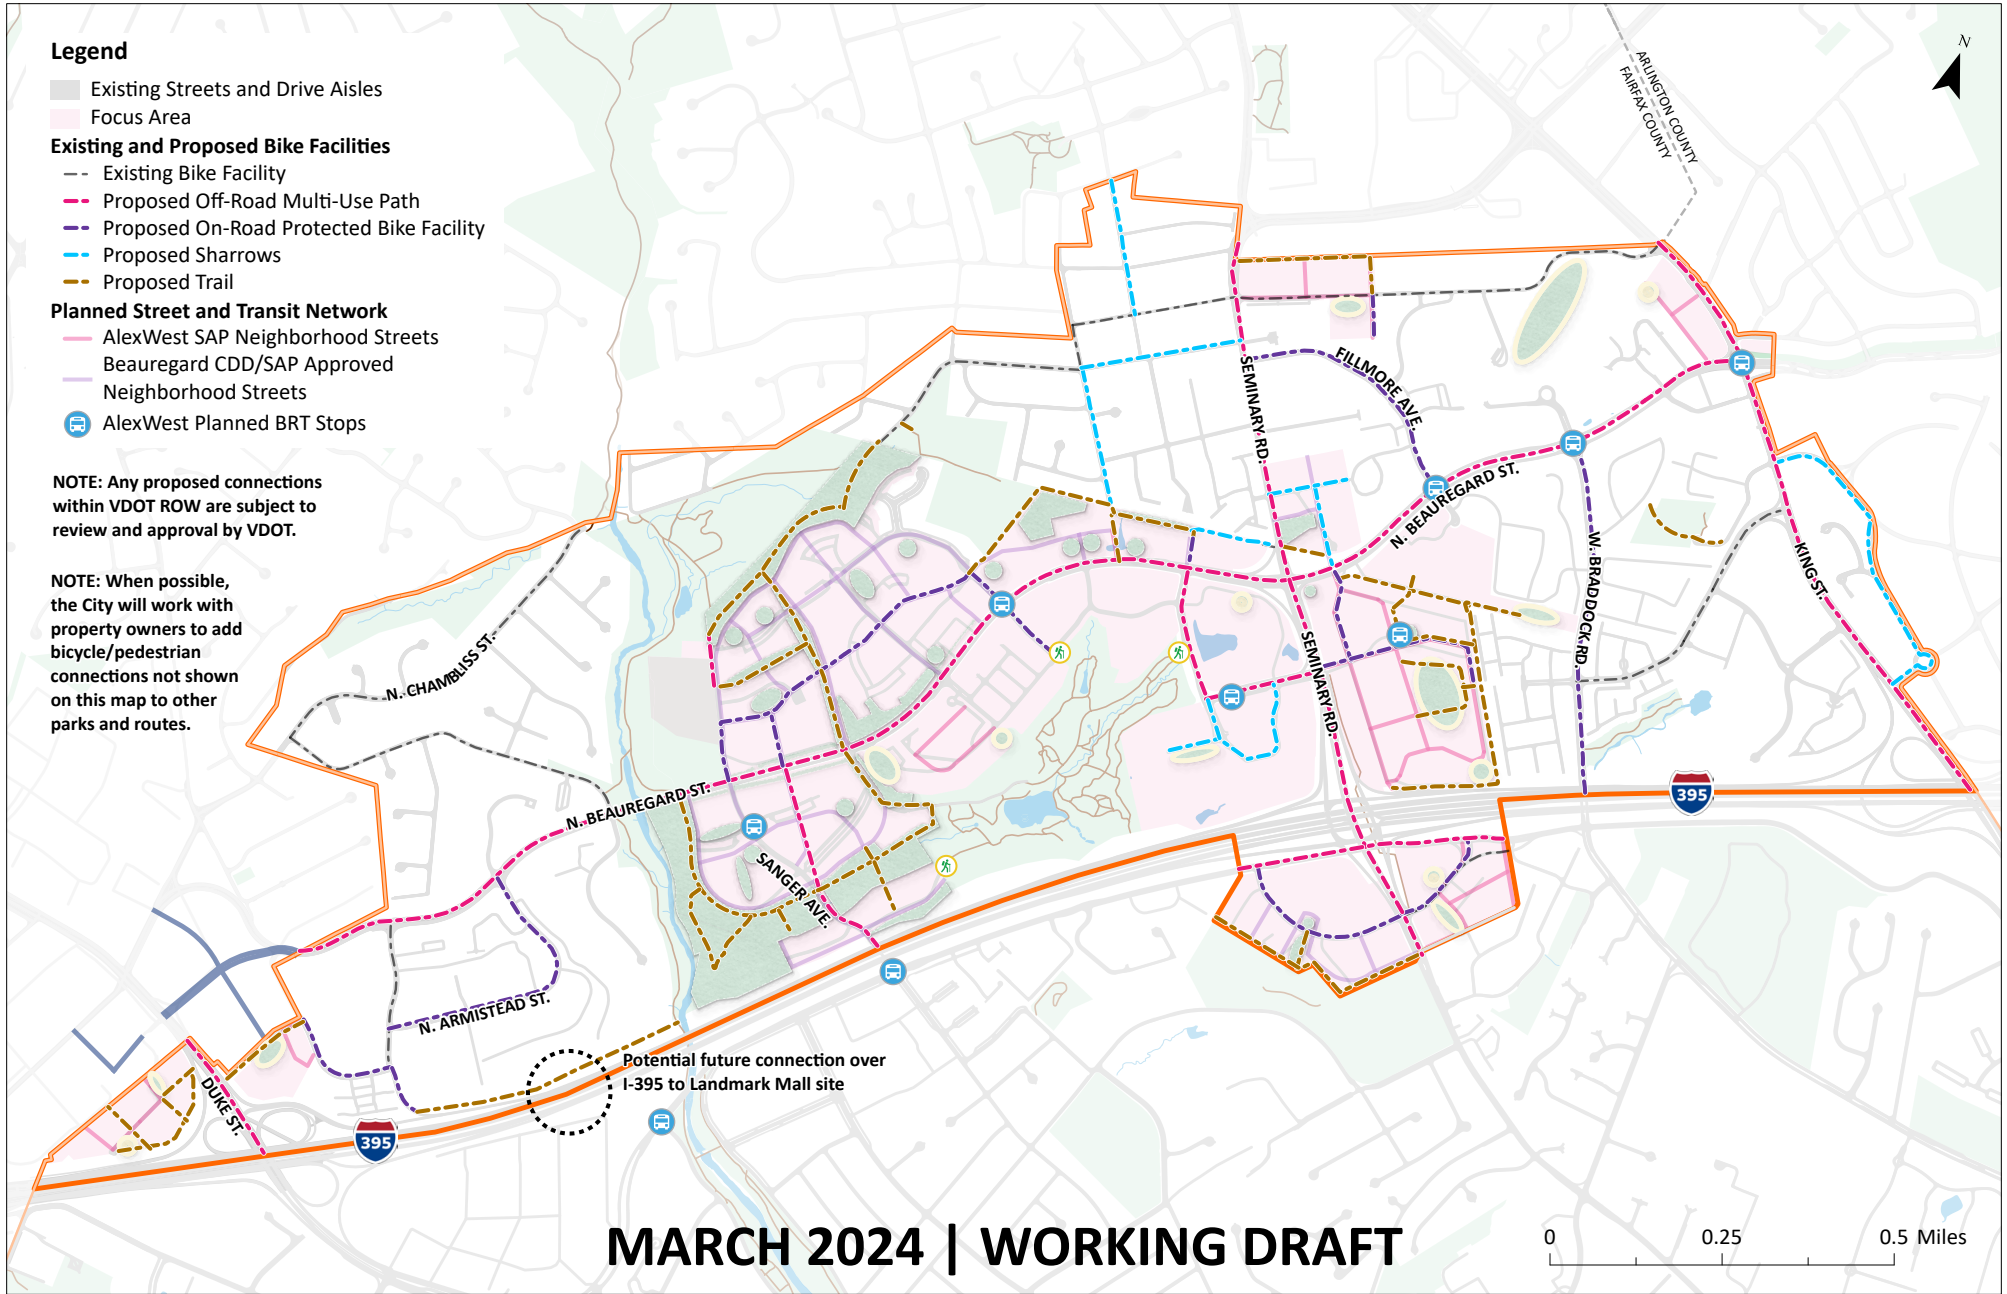 Legend
Existing Streets and Drive Aisles
Focus Area
Existing and Proposed Bike Facilities
Existing Bike Facility
Proposed Off-Road Multi-Use Path
Proposed On-Road Protected Bike Facility
Proposed Sharrows
Proposed Trail
Planned Street and Transit Network
AlexWest SAP Neighborhood Streets
Beauregard CDD/SAP Approved
Neighborhood Streets
AlexWest Planned BRT Stops
NOTE: Any proposed connections
within VDOT ROW are subject to
review and approval by VDOT.
NOTE: When possible,
the City will work with
property owners to add
bicycle/pedestrian
connections not shown
on this map to other
parks and routes.
N
ARLINGTON COUNTY
FAIRFAX COUNTY
SEMINARY RD.
FILLMORE AVE.
N. BEAUREGARD ST.
W. BRADDOCK RD.
KING ST.
SEMINARY RD.
N. CHAMBLISS ST.
N. BEAUREGARD ST.
SANGER AVE.
395
N. ARMISTEAD ST.
DUKE ST.
395
Potential future connection over
I-395 to Landmark Mall site
MARCH 2024 | WORKING DRAFT
0 0.25 0.5 Miles